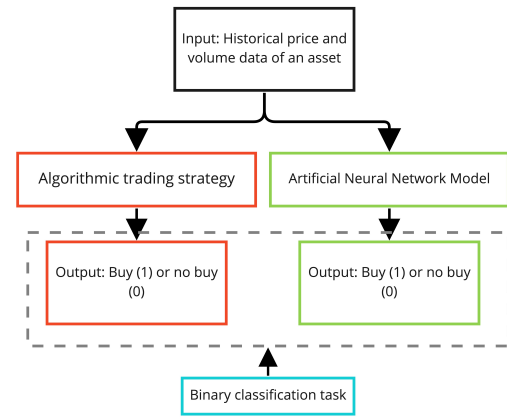 Input: Historical price and
volume data of an asset
Algorithmic trading strategy
Artificial Neural Network Model
Output: Buy (1) or no buy
(0)
Output: Buy (1) or no buy
(0)
Binary classification task